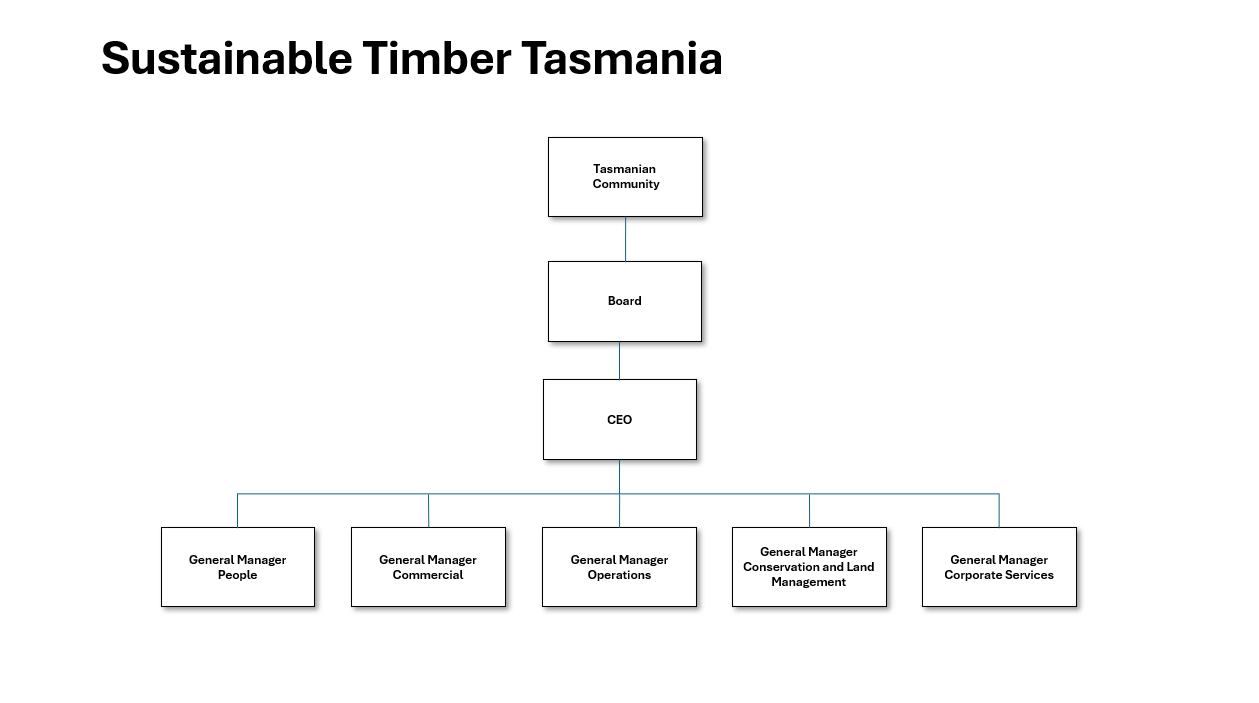 Sustainable Timber Tasmania
Tasmanian
Community
Board
CEO
General Manager
People
General Manager
Commercial
General Manager
Operations
General Manager
Conservation and Land
Management
General Manager
Corporate Services